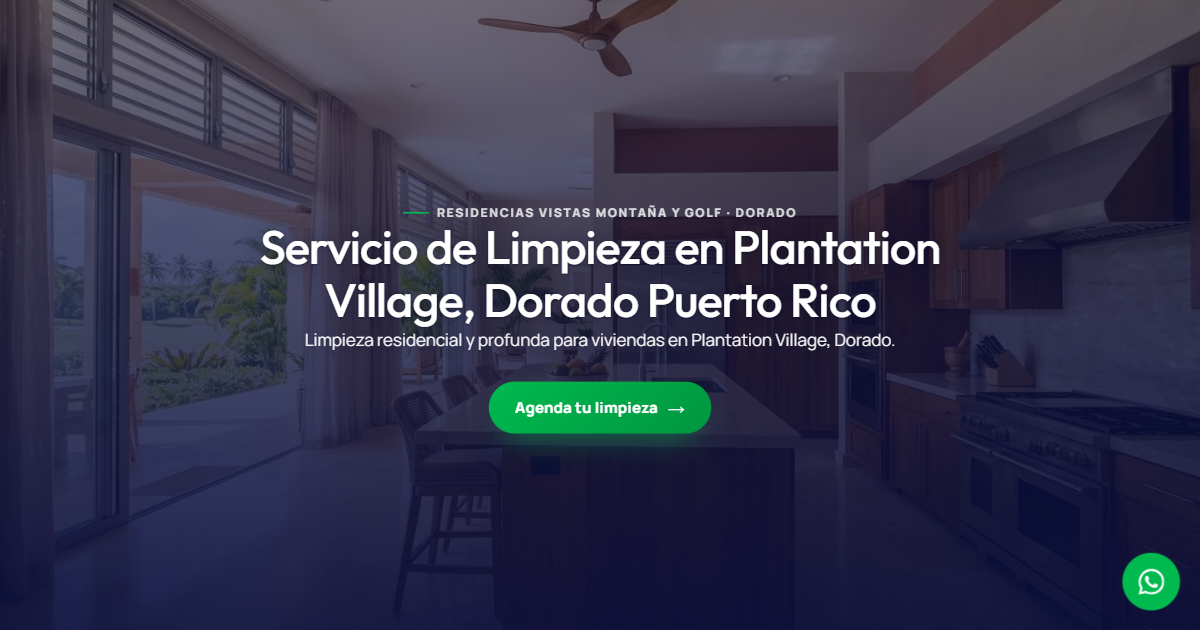 RESIDENCIAS VISTAS MONTAÑA Y GOLF · DORADO
Servicio de Limpieza en Plantation
Village, Dorado Puerto Rico
Limpieza residencial y profunda para viviendas en Plantation Village, Dorado.
Agenda tu limpieza →